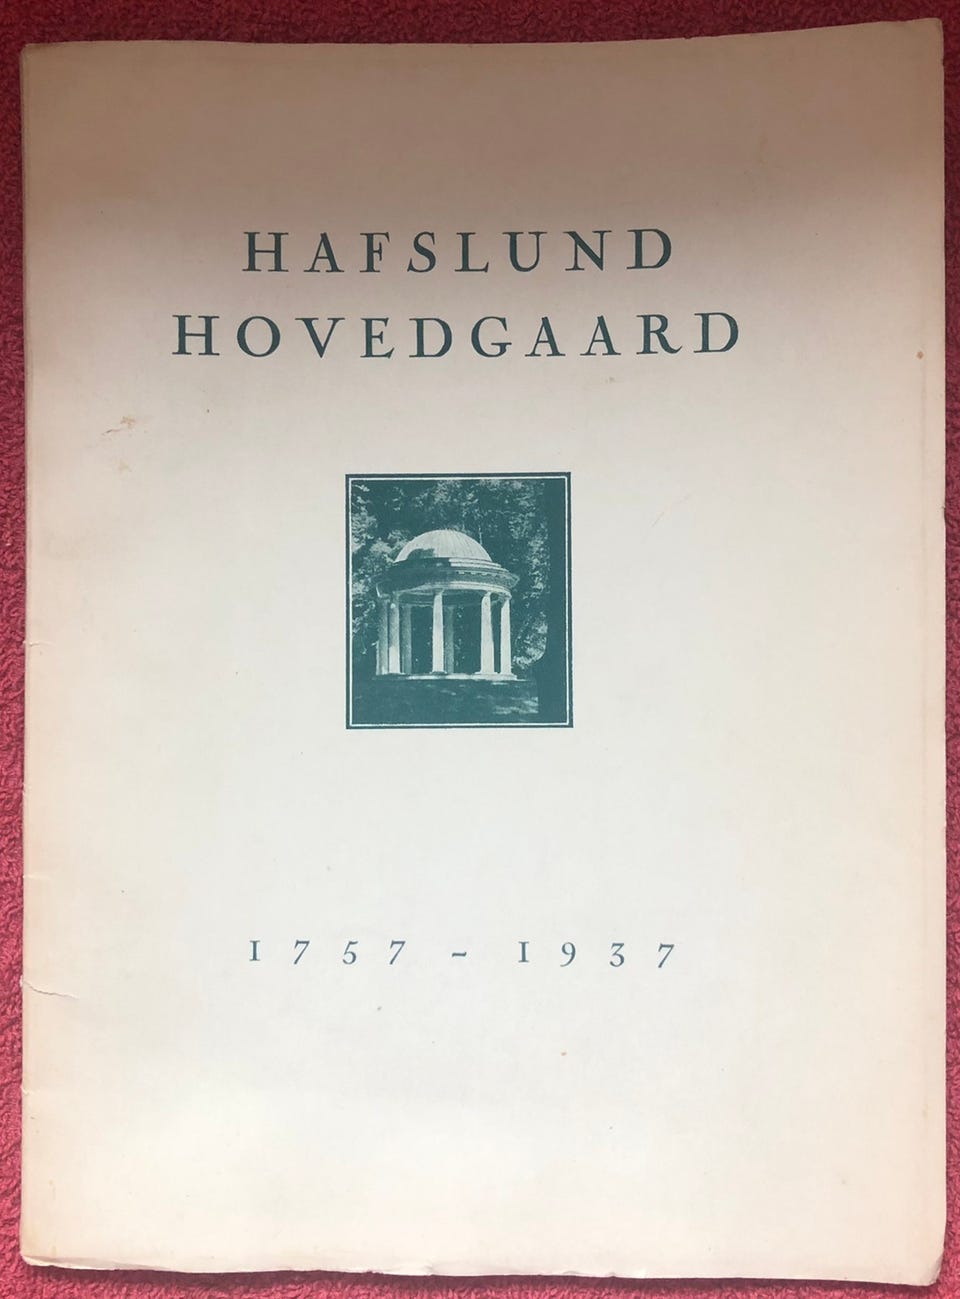 HAFSLUND
HOVEDGAARD
1757 - 1937